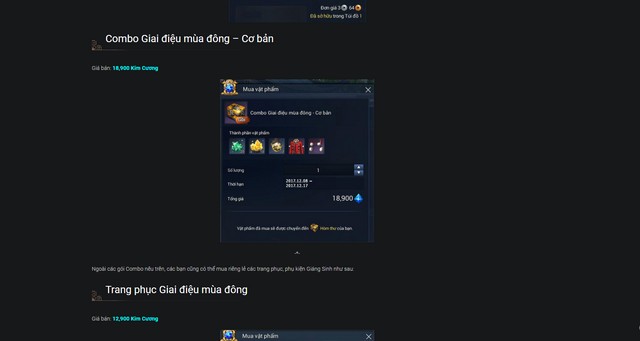 Đơn giá 3 64
Đã sở hữu trong Túi đồ 1
Combo Giai điệu mùa đông – Cơ bản
Giá bán: 18,900 Kim Cương
Mua vật phẩm
Combo Giai điệu mùa đông - Cơ bản
Thành phần vật phẩm
Số lượng 1
Thời hạn 2017.12.08 ~
2017.12.17
Tổng giá 18,900
Vật phẩm đã mua sẽ được chuyển đến Hòm thư của bạn
Ngoài các gói Combo nêu trên, các bạn cũng có thể mua riêng lẻ các trang phục, phụ kiện Giáng Sinh như sau:
Trang phục Giai điệu mùa đông
Giá bán: 12,900 Kim Cương
Mua vật phẩm